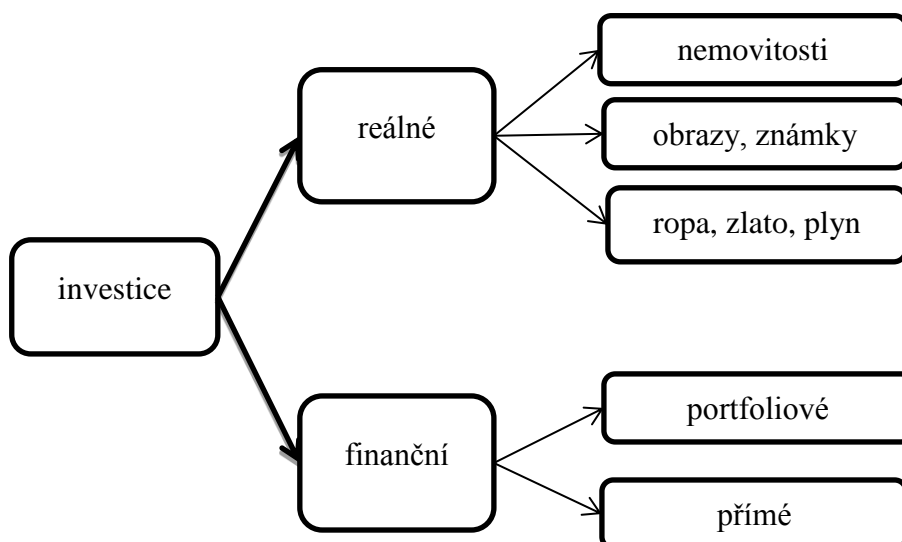 investice
reálné
nemovitosti
obrazy, známky
ropa, zlato, plyn
finanční
portfoliové
přímé